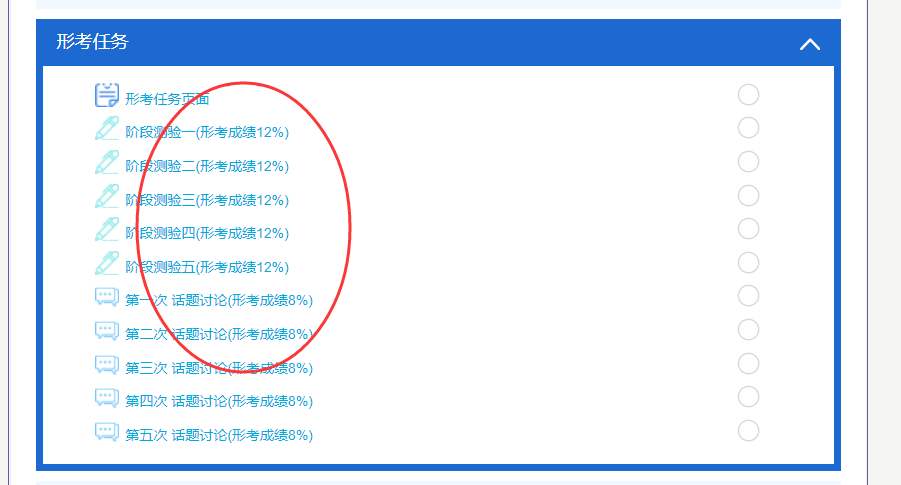 形考任务
形考任务页面
阶段测验一(形考成绩12%)
阶段测验二(形考成绩12%)
阶段测验三(形考成绩12%)
阶段测验四(形考成绩12%)
阶段测验五(形考成绩12%)
第一次 话题讨论(形考成绩8%)
第二次 话题讨论(形考成绩8%)
第三次 话题讨论(形考成绩8%)
第四次 话题讨论(形考成绩8%)
第五次 话题讨论(形考成绩8%)